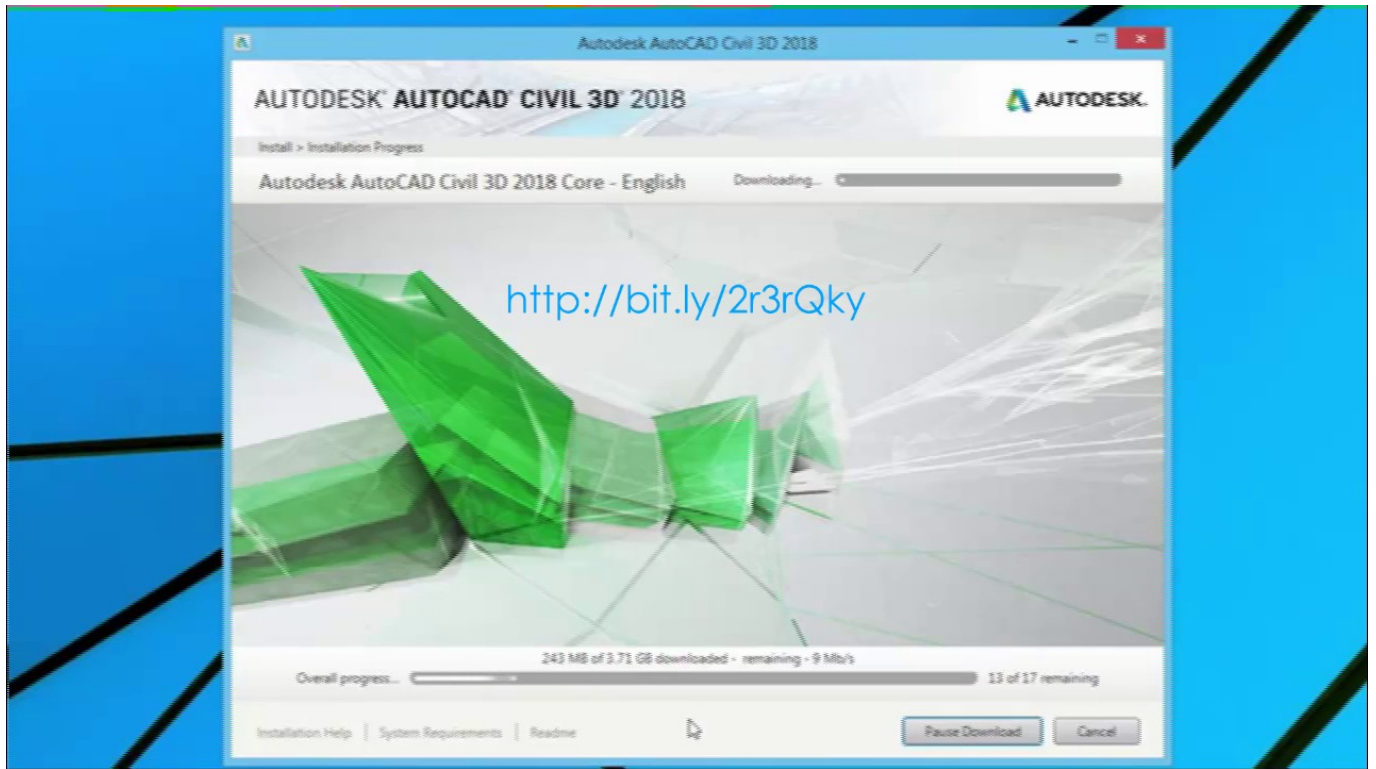 Autodesk AutoCAD Civil 3D 2018
AUTODESK® AUTOCAD® CIVIL 3D® 2018
AUTODESK.
Install > Installation Progress
Autodesk AutoCAD Civil 3D 2018 Core - English
Downloading...
http://bit.ly/2r3rQky
243 MB of 3.71 GB downloaded - remaining - 9 Mb/s
Overall progress...
13 of 17 remaining
Installation Help | System Requirements | Readme
Pause Download
Cancel